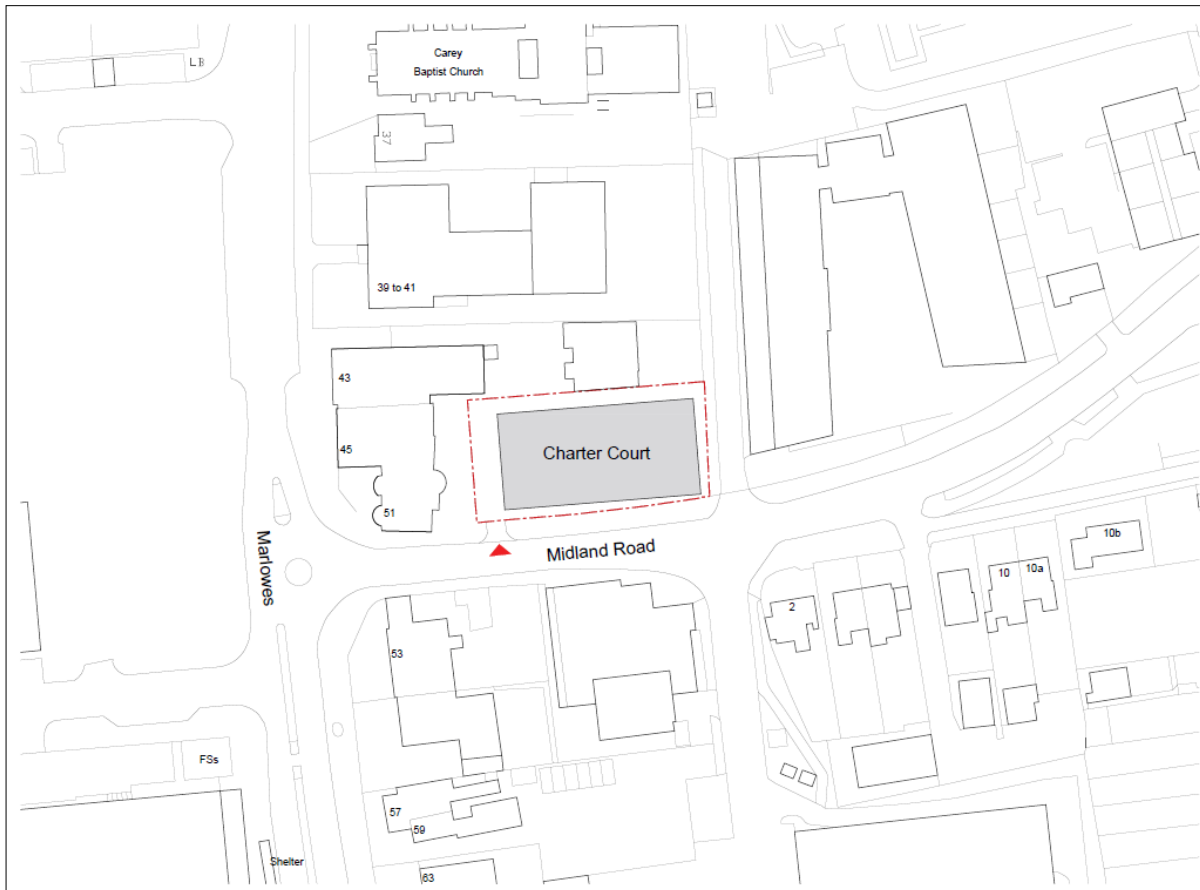 LB
Carey
Baptist Church
37
39 to 41
43
45
51
Charter Court
Marlowes
Midland Road
53
2
10
10a
10b
FSs
57
59
Shelter
63